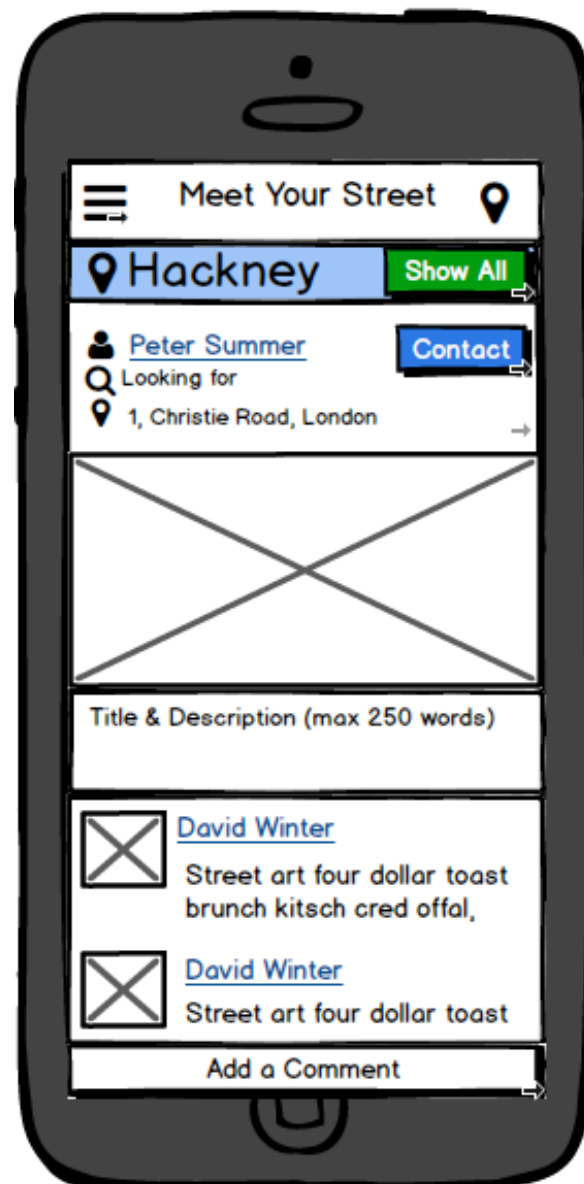 Meet Your Street
Hackney
Show All
Peter Summer
Contact
Looking for
1, Christie Road, London
Title & Description (max 250 words)
David Winter
Street art four dollar toast
brunch kitsch cred offal,
David Winter
Street art four dollar toast
Add a Comment